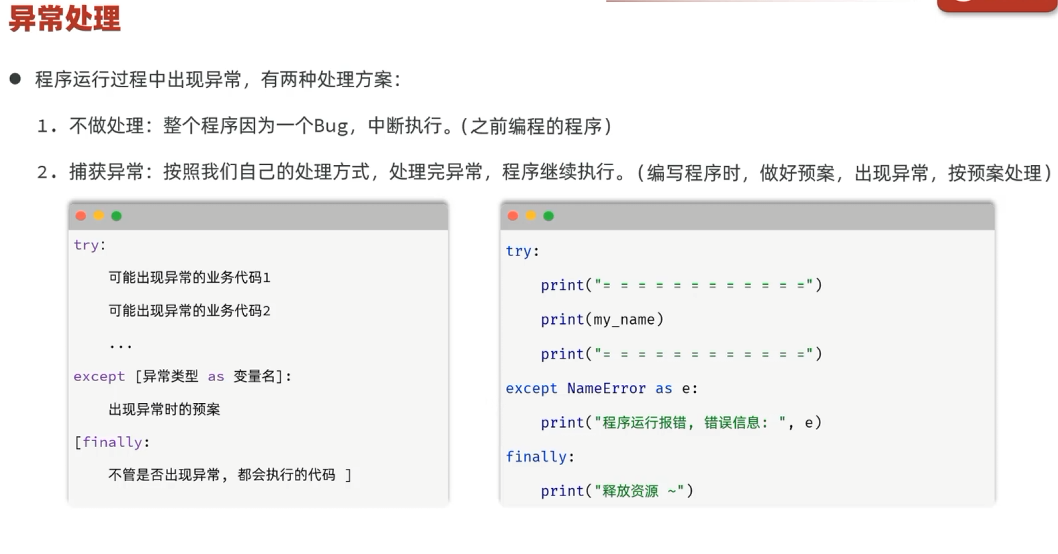 异常处理
● 程序运行过程中出现异常，有两种处理方案：
1. 不做处理：整个程序因为一个Bug，中断执行。(之前编程的程序)
2. 捕获异常：按照我们自己的处理方式，处理完异常，程序继续执行。(编写程序时，做好预案，出现异常，按预案处理)
try:
    可能出现异常的业务代码1
    可能出现异常的业务代码2
    ...
except [异常类型 as 变量名]:
    出现异常时的预案
[finally:
    不管是否出现异常, 都会执行的代码 ]
try:
    print("= = = = = = = = = = = =")
    print(my_name)
    print("= = = = = = = = = = = =")
except NameError as e:
    print("程序运行报错, 错误信息: ", e)
finally:
    print("释放资源 ~")